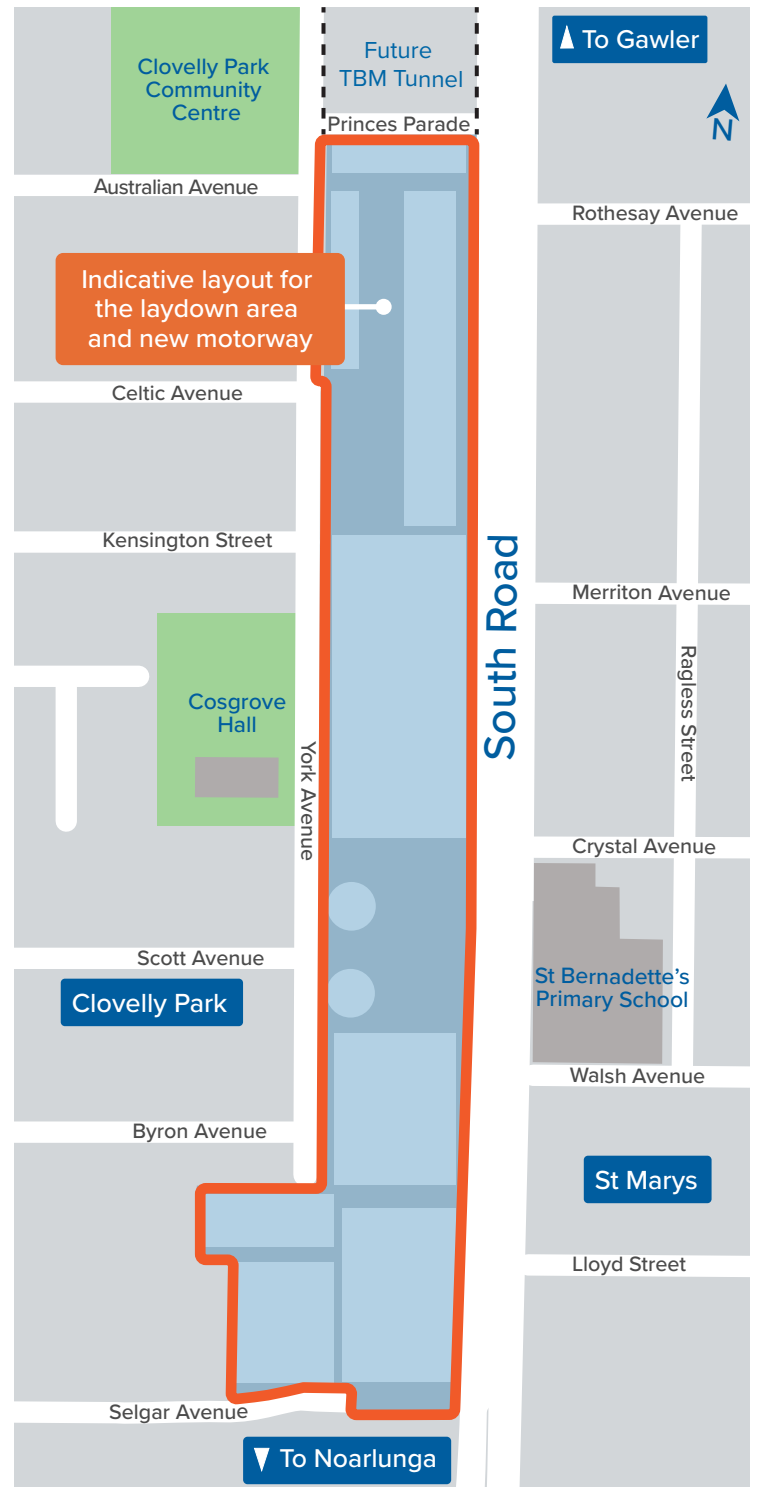 To Gawler
Future
TBM Tunnel
Clovelly Park
Community
Centre
N
Princes Parade
Australian Avenue
Rothesay Avenue
Indicative layout for
the laydown area
and new motorway
Celtic Avenue
Kensington Street
South Road
Merriton Avenue
Ragless Street
Cosgrove
Hall
York Avenue
Crystal Avenue
Scott Avenue
St Bernadette's
Primary School
Clovelly Park
Walsh Avenue
Byron Avenue
St Marys
Lloyd Street
Selgar Avenue
To Noarlunga